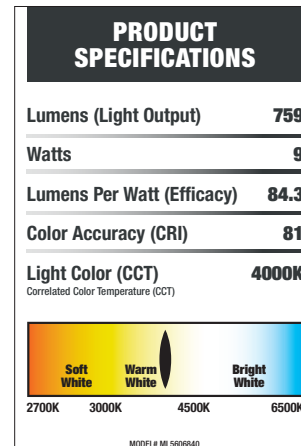 PRODUCT
SPECIFICATIONS
Lumens (Light Output) 759
Watts 9
Lumens Per Watt (Efficacy) 84.3
Color Accuracy (CRI) 81
Light Color (CCT) 4000K
Correlated Color Temperature (CCT)
Soft Warm Bright
White White White
2700K 3000K 4500K 6500K
MODEL# ML5606840